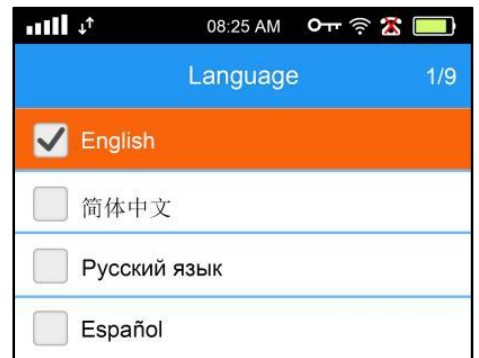 08:25 AM
Language 1/9
English
简体中文
Русский язык
Español